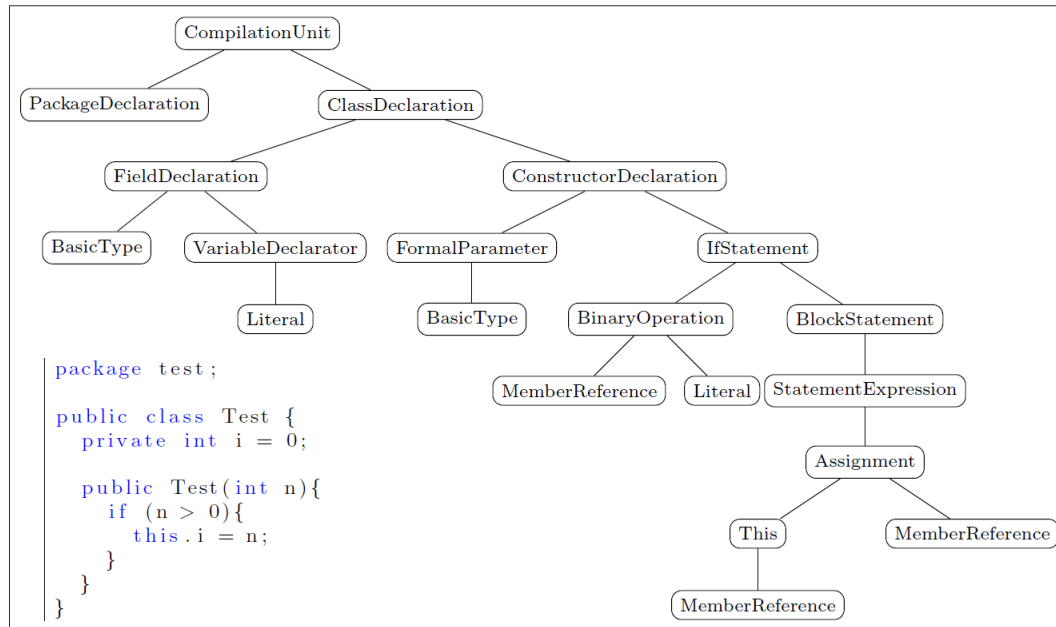 CompilationUnit
PackageDeclaration
ClassDeclaration
FieldDeclaration
ConstructorDeclaration
BasicType
VariableDeclarator
FormalParameter
IfStatement
Literal
BasicType
BinaryOperation
BlockStatement
MemberReference
Literal
StatementExpression
Assignment
This
MemberReference
MemberReference
package test;
public class Test {
private int i = 0;
public Test(int n){
if (n > 0){
this.i = n;
}
}
}